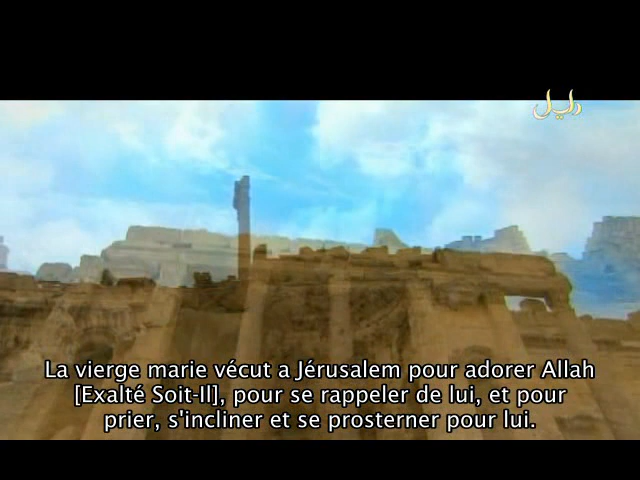 دليل
La vierge marie vécut a Jérusalem pour adorer Allah
[Exalté Soit-Il], pour se rappeler de lui, et pour
prier, s'incliner et se prosterner pour lui.